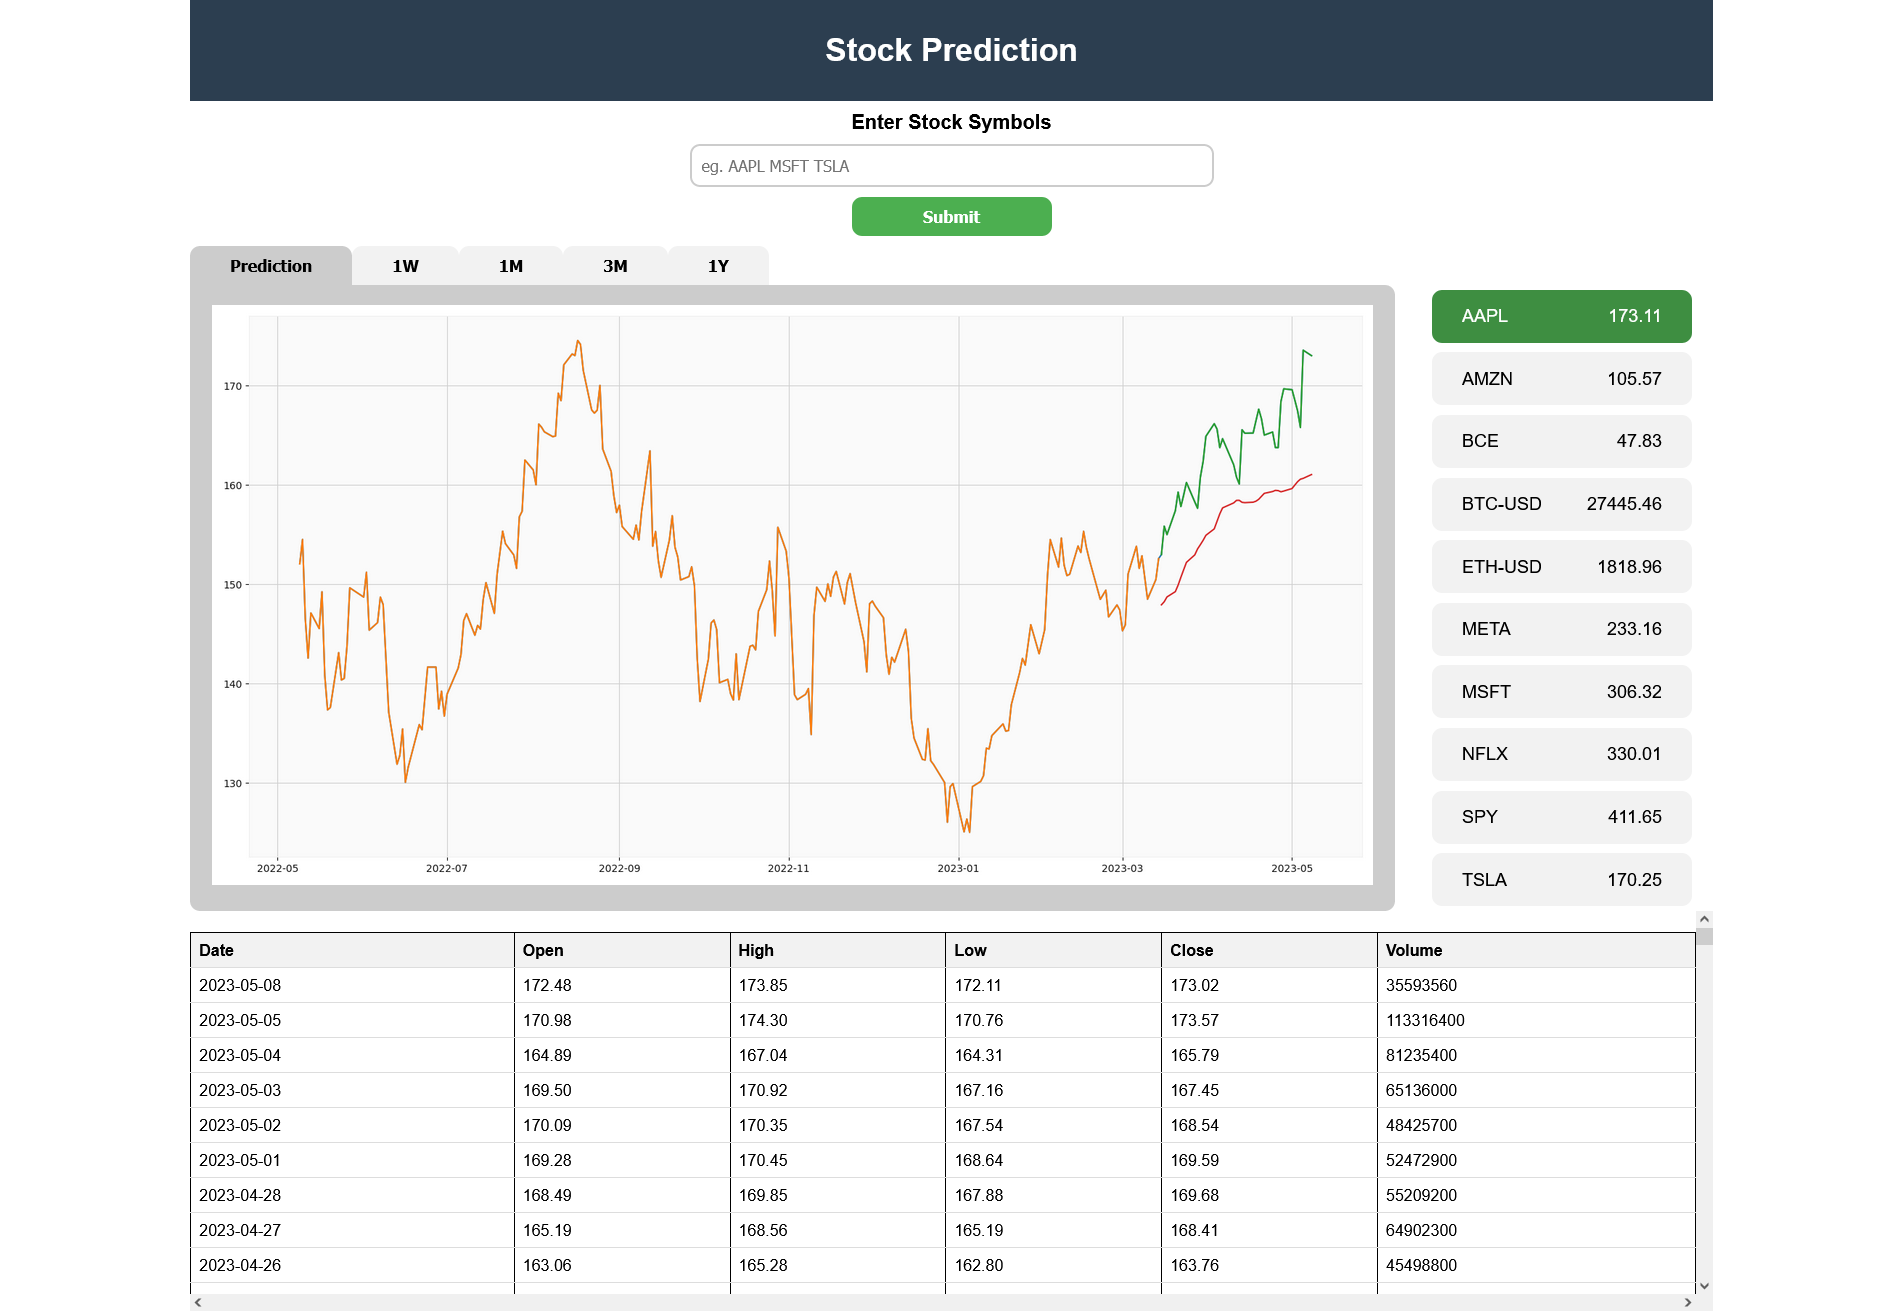 Stock Prediction
Enter Stock Symbols
eg. AAPL MSFT TSLA
Submit
Prediction 1W 1M 3M 1Y
170
160
150
140
130
2022-05 2022-07 2022-09 2022-11 2023-01 2023-03 2023-05
AAPL 173.11
AMZN 105.57
BCE 47.83
BTC-USD 27445.46
ETH-USD 1818.96
META 233.16
MSFT 306.32
NFLX 330.01
SPY 411.65
TSLA 170.25
Date Open High Low Close Volume
2023-05-08 172.48 173.85 172.11 173.02 35593560
2023-05-05 170.98 174.30 170.76 173.57 113316400
2023-05-04 164.89 167.04 164.31 165.79 81235400
2023-05-03 169.50 170.92 167.16 167.45 65136000
2023-05-02 170.09 170.35 167.54 168.54 48425700
2023-05-01 169.28 170.45 168.64 169.59 52472900
2023-04-28 168.49 169.85 167.88 169.68 55209200
2023-04-27 165.19 168.56 165.19 168.41 64902300
2023-04-26 163.06 165.28 162.80 163.76 45498800